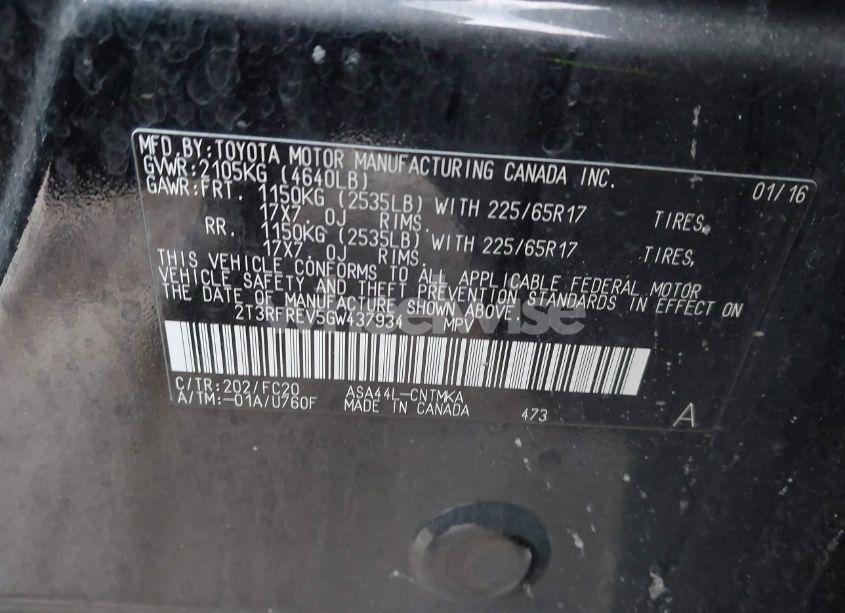 MFD.BY:TOYOTA MOTOR MANUFACTURING CANADA INC.
GVWR:2105KG (4640LB) 01/16
GAWR:FRT. 1150KG (2535LB) WITH 225/65R17 TIRES,
17X7.0J RIMS.
RR. 1150KG (2535LB) WITH 225/65R17 TIRES,
17X7.0J RIMS.
THIS VEHICLE CONFORMS TO ALL APPLICABLE FEDERAL MOTOR
VEHICLE SAFETY AND THEFT PREVENTION STANDARDS IN EFFECT ON
THE DATE OF MANUFACTURE SHOWN ABOVE.
2T3RFREV5GW437934 MPV
C/TR:202/FC20 ASA44L-CNTMKA
A/TM:-01A/U760F MADE IN CANADA 473 A